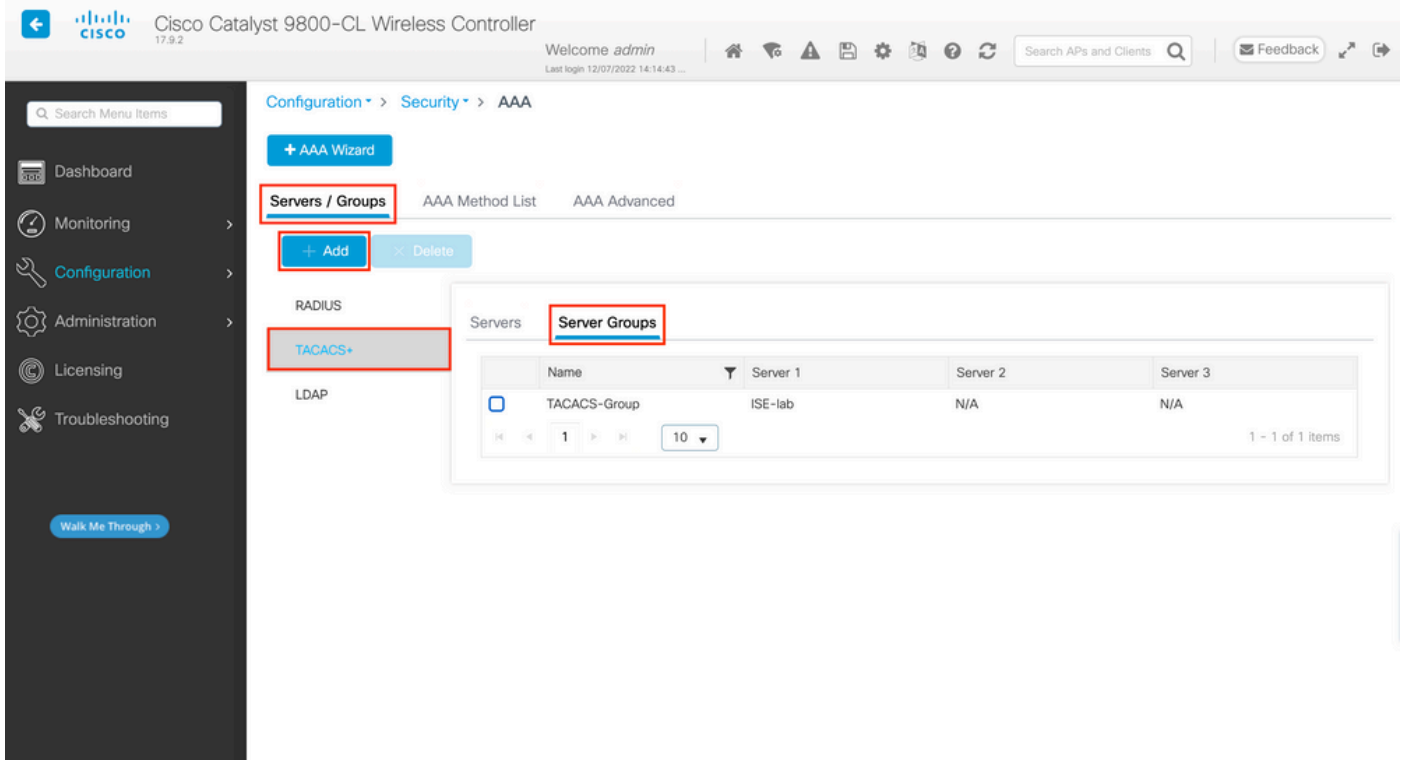 CISCO
Cisco Catalyst 9800-CL Wireless Controller
17.9.2
Welcome admin
Last login 12/07/2022 14:14:43 ...
Search APs and Clients
Feedback
Search Menu Items
Dashboard
Monitoring
Configuration
Administration
Licensing
Troubleshooting
Walk Me Through >
Configuration > Security > AAA
+ AAA Wizard
Servers / Groups AAA Method List AAA Advanced
+ Add × Delete
RADIUS
TACACS+
LDAP
Servers Server Groups
Name Server 1 Server 2 Server 3
TACACS-Group ISE-lab N/A N/A
1 10 1 - 1 of 1 items